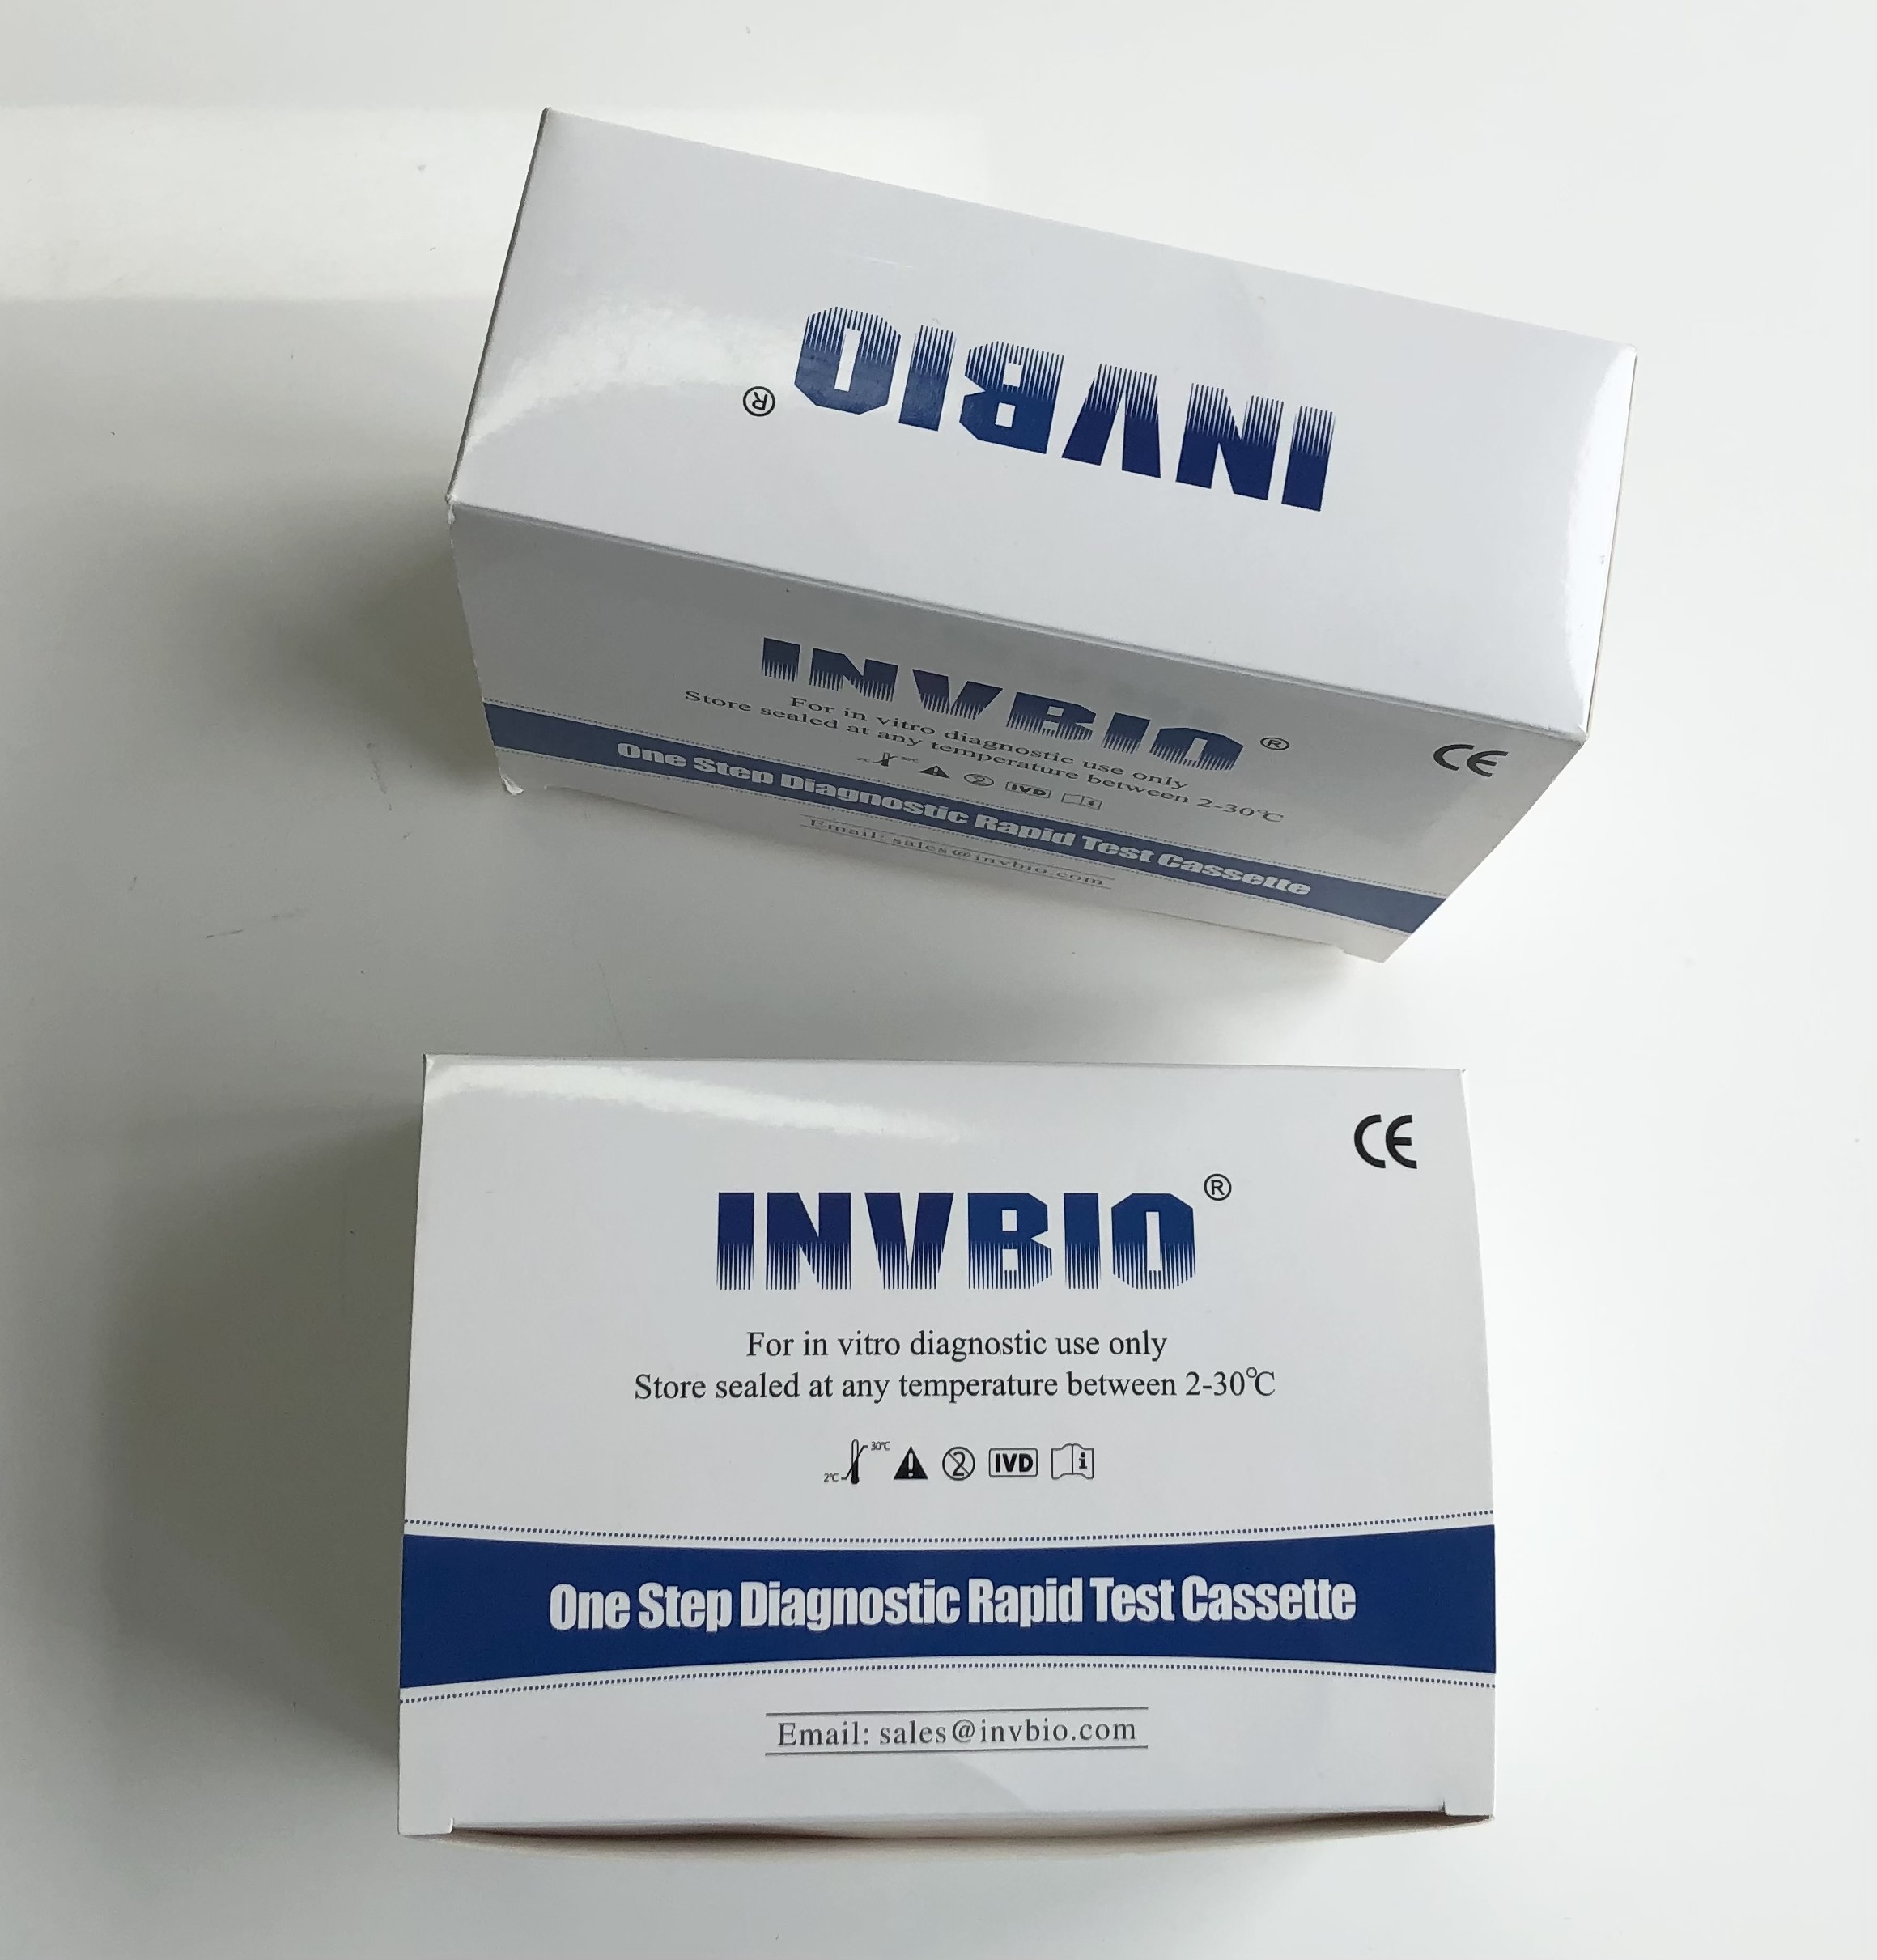 INVBIO®
INVBIO®
CE
For in vitro diagnostic use only
Store sealed at any temperature between 2-30℃
IVD
One Step Diagnostic Rapid Test Cassette
Email: sales@invbio.com
CE
INVBIO®
For in vitro diagnostic use only
Store sealed at any temperature between 2-30℃
2℃ 30℃ 2 IVD i
One Step Diagnostic Rapid Test Cassette
Email: sales@invbio.com